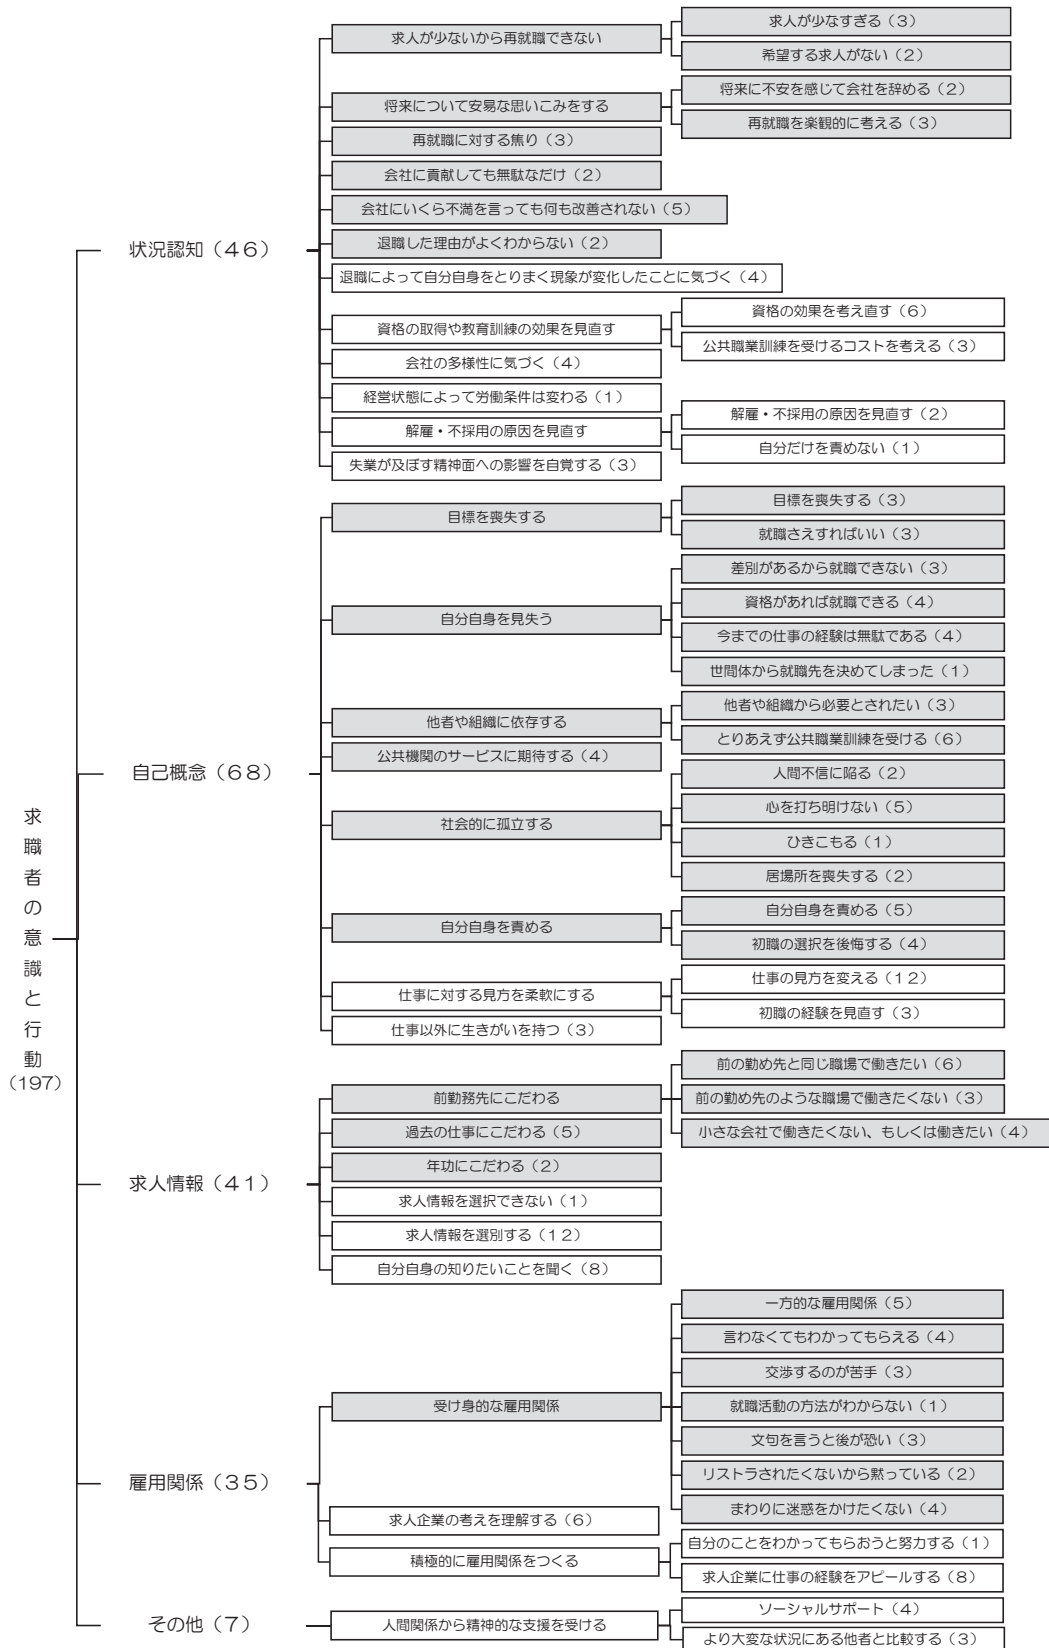 求職者の意識と行動
（197）
状況認知（４６）
求人が少ないから再就職できない
求人が少なすぎる（３）
希望する求人がない（２）
将来について安易な思いこみをする
将来に不安を感じて会社を辞める（２）
再就職を楽観的に考える（３）
再就職に対する焦り（３）
会社に貢献しても無駄なだけ（２）
会社にいくら不満を言っても何も改善されない（５）
退職した理由がよくわからない（２）
退職によって自分自身をとりまく現象が変化したことに気づく（４）
資格の取得や教育訓練の効果を見直す
資格の効果を考え直す（６）
公共職業訓練を受けるコストを考える（３）
会社の多様性に気づく（４）
経営状態によって労働条件は変わる（１）
解雇・不採用の原因を見直す
解雇・不採用の原因を見直す（２）
自分だけを責めない（１）
失業が及ぼす精神面への影響を自覚する（３）
自己概念（６８）
目標を喪失する
目標を喪失する（３）
就職さえすればいい（３）
自分自身を見失う
差別があるから就職できない（３）
資格があれば就職できる（４）
今までの仕事の経験は無駄である（４）
世間体から就職先を決めてしまった（１）
他者や組織に依存する
他者や組織から必要とされたい（３）
とりあえず公共職業訓練を受ける（６）
公共機関のサービスに期待する（４）
社会的に孤立する
人間不信に陥る（２）
心を打ち明けない（５）
ひきこもる（１）
居場所を喪失する（２）
自分自身を責める
自分自身を責める（５）
初職の選択を後悔する（４）
仕事に対する見方を柔軟にする
仕事の見方を変える（１２）
初職の経験を見直す（３）
仕事以外に生きがいを持つ（３）
求人情報（４１）
前勤務先にこだわる
前の勤め先と同じ職場で働きたい（６）
前の勤め先のような職場で働きたくない（３）
小さな会社で働きたくない、もしくは働きたい（４）
過去の仕事にこだわる（５）
年功にこだわる（２）
求人情報を選択できない（１）
求人情報を選別する（１２）
自分自身の知りたいことを聞く（８）
雇用関係（３５）
受け身的な雇用関係
一方的な雇用関係（５）
言わなくてもわかってもらえる（４）
交渉するのが苦手（３）
就職活動の方法がわからない（１）
文句を言うと後が恐い（３）
リストラされたくないから黙っている（２）
まわりに迷惑をかけたくない（４）
求人企業の考えを理解する（６）
積極的に雇用関係をつくる
自分のことをわかってもらおうと努力する（１）
求人企業に仕事の経験をアピールする（８）
その他（７）
人間関係から精神的な支援を受ける
ソーシャルサポート（４）
より大変な状況にある他者と比較する（３）